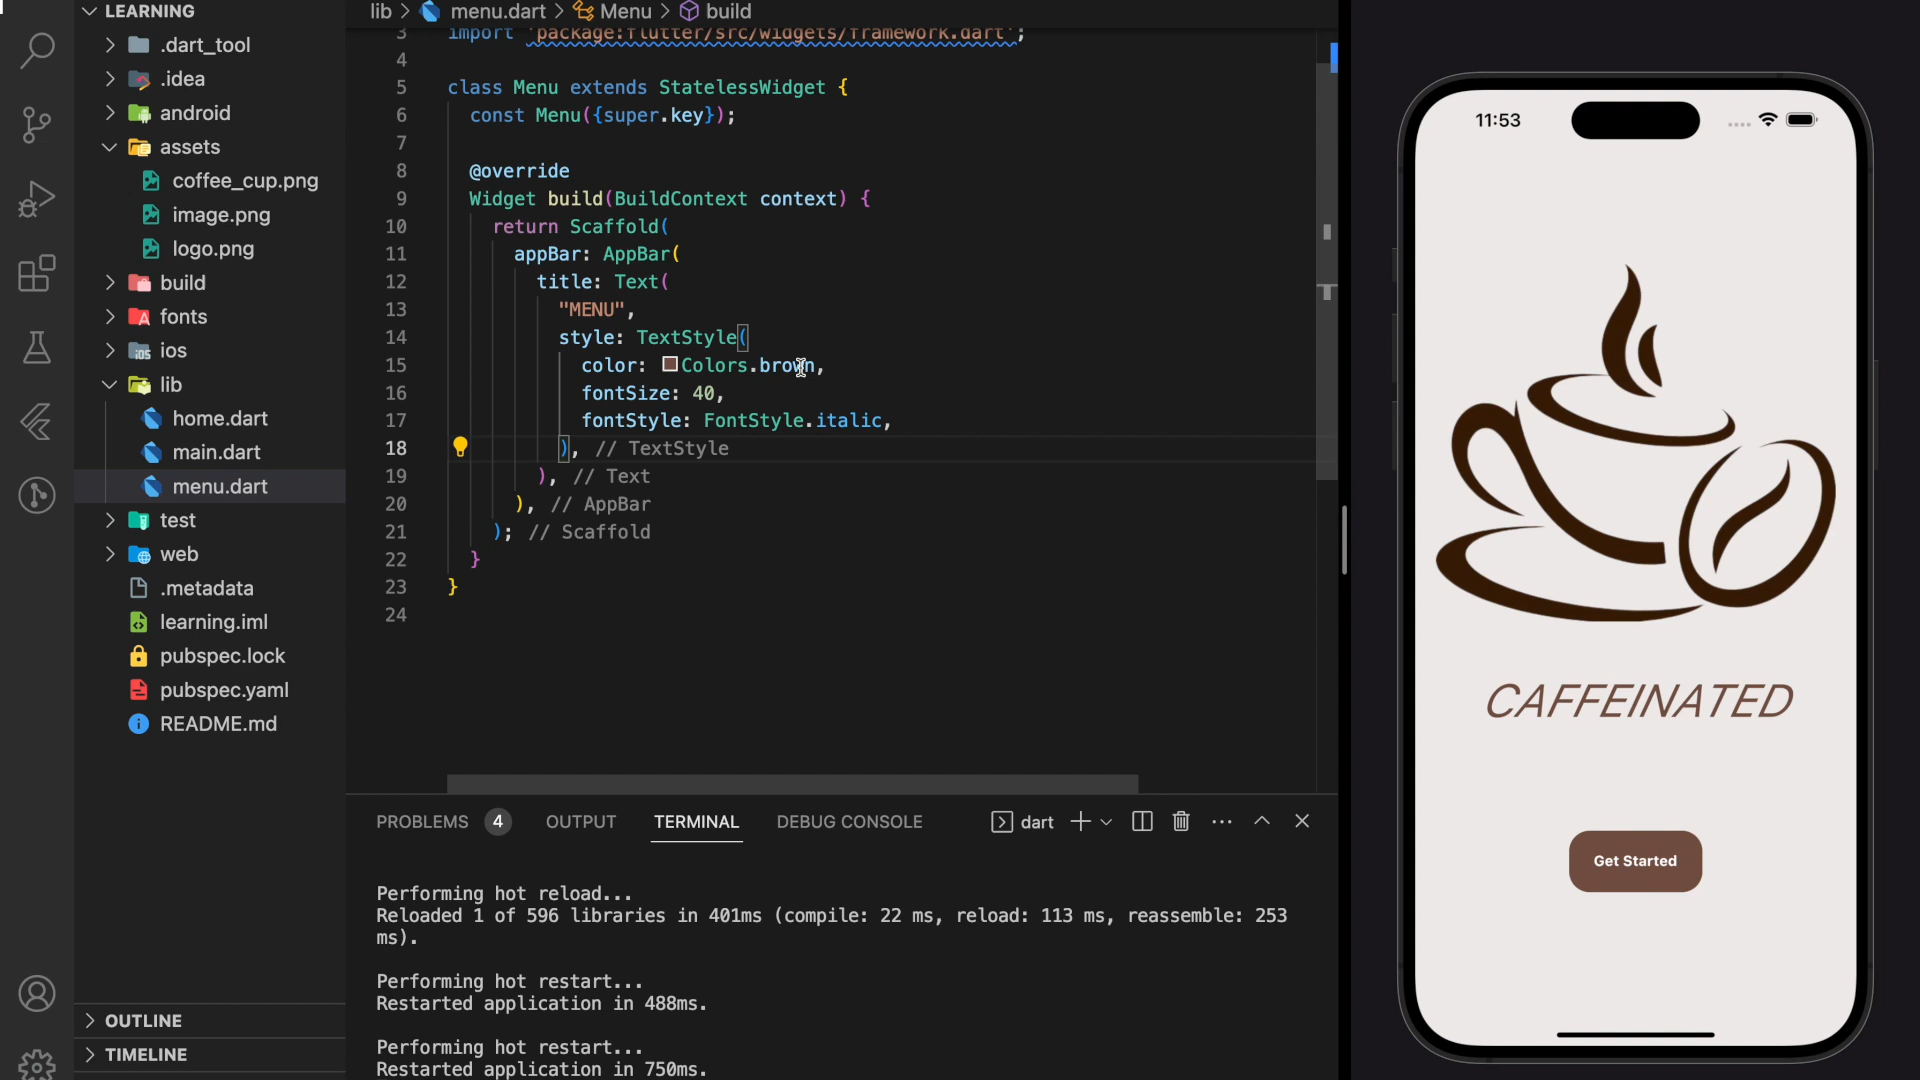 LEARNING
.dart_tool
.idea
android
assets
coffee_cup.png
image.png
logo.png
build
fonts
ios
lib
home.dart
main.dart
menu.dart
test
web
.metadata
learning.iml
pubspec.lock
pubspec.yaml
README.md
OUTLINE
TIMELINE
lib > menu.dart > Menu > build
3 import 'package:flutter/src/widgets/framework.dart';
4
5 class Menu extends StatelessWidget {
6 const Menu({super.key});
7
8 @override
9 Widget build(BuildContext context) {
10 return Scaffold(
11 appBar: AppBar(
12 title: Text(
13 "MENU",
14 style: TextStyle(
15 color: Colors.brown,
16 fontSize: 40,
17 fontStyle: FontStyle.italic,
18 ), // TextStyle
19 ), // Text
20 ), // AppBar
21 ); // Scaffold
22 }
23 }
24
PROBLEMS 4 OUTPUT TERMINAL DEBUG CONSOLE dart
Performing hot reload...
Reloaded 1 of 596 libraries in 401ms (compile: 22 ms, reload: 113 ms, reassemble: 253
ms).
Performing hot restart...
Restarted application in 488ms.
Performing hot restart...
Restarted application in 750ms.
11:53
CAFFEINATED
Get Started